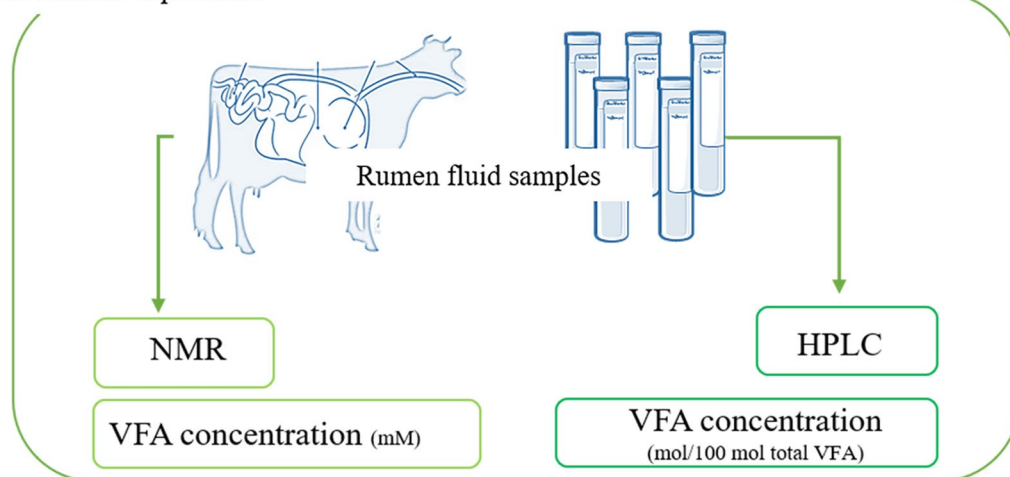 Rumen fluid samples
NMR
HPLC
VFA concentration (mM)
VFA concentration
(mol/100 mol total VFA)